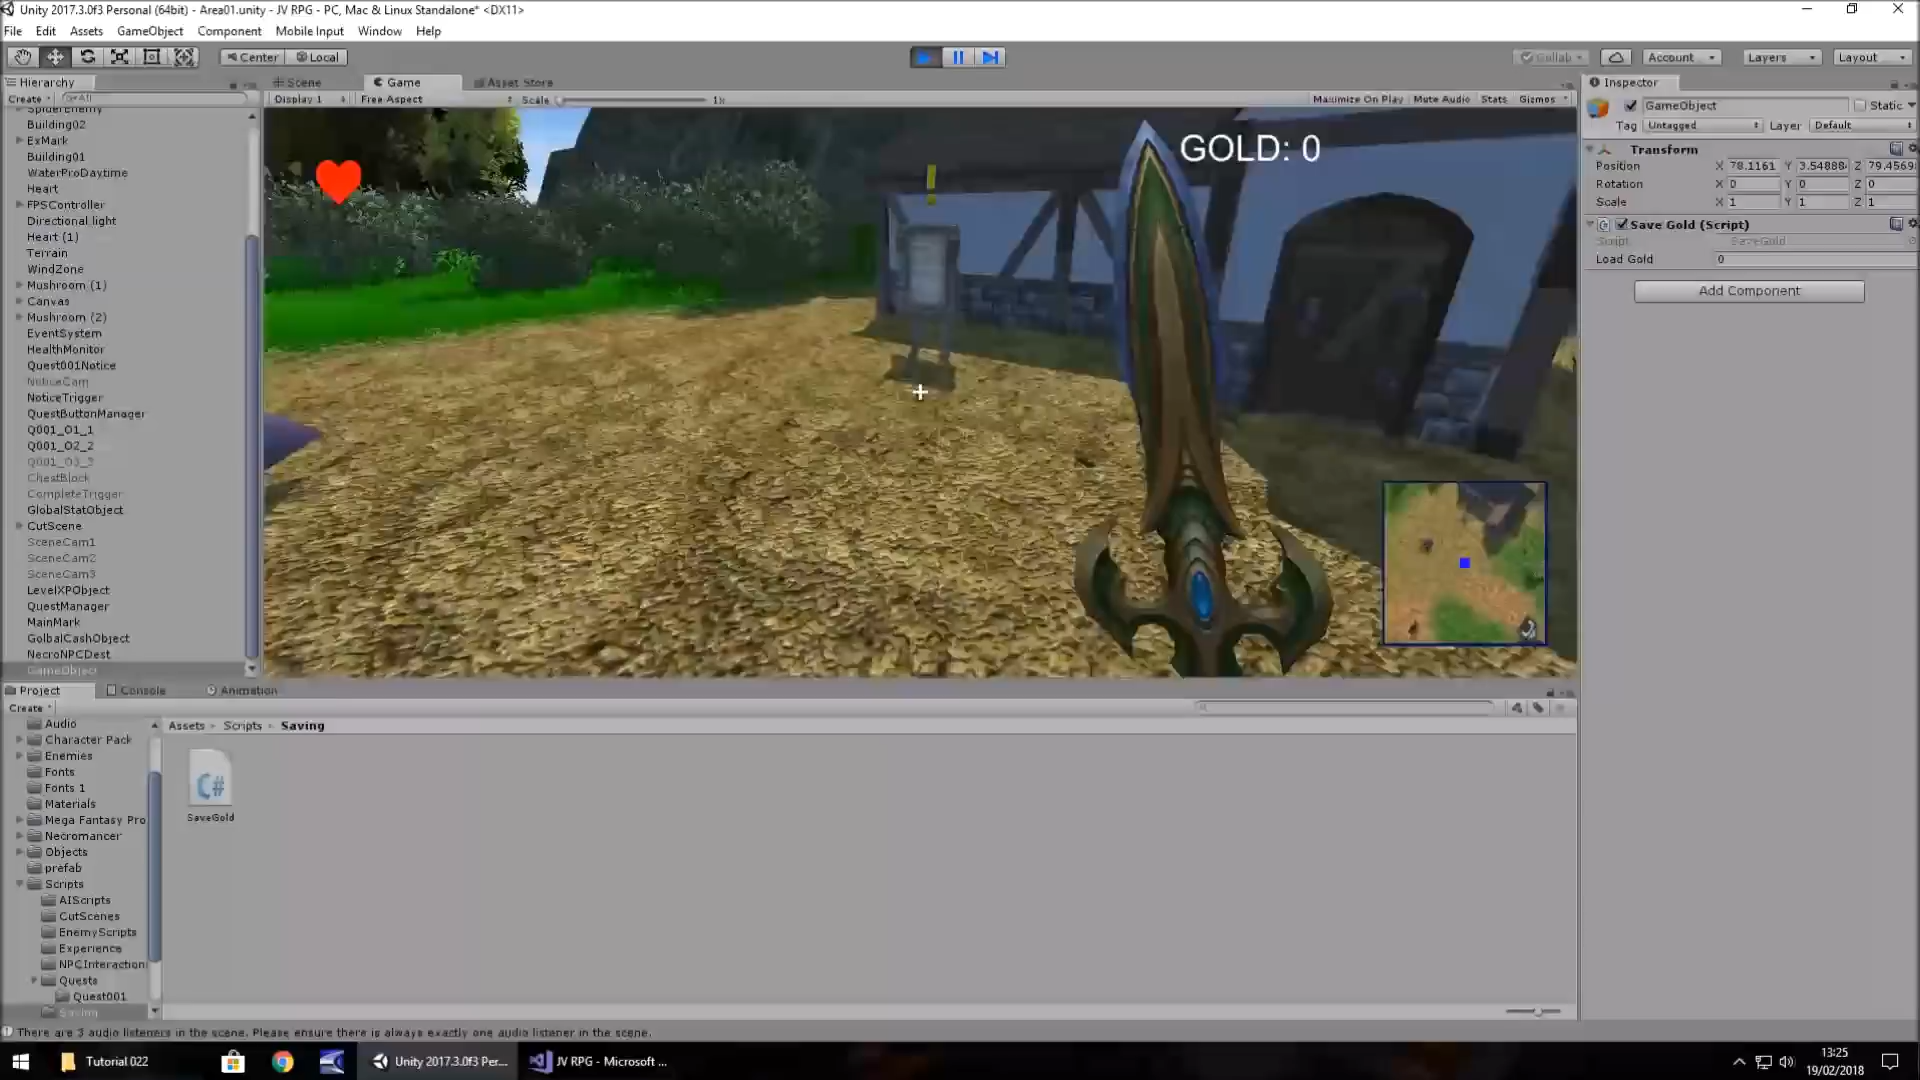 Unity 2017.3.0f3 Personal (64bit) - Area01.unity - JV RPG - PC, Mac & Linux Standalone* <DX11>
File Edit Assets GameObject Component Mobile Input Window Help
Center Local Collab Account Layers Layout
Hierarchy
Create All
SpiderEnemy
Building02
ExMark
Building01
WaterProDaytime
Heart
FPSController
Directional light
Heart (1)
Terrain
WindZone
Mushroom (1)
Canvas
Mushroom (2)
EventSystem
HealthMonitor
Quest001Notice
NoticeCam
NoticeTrigger
QuestButtonManager
Q001_O1_1
Q001_O2_2
Q001_O3_3
ChestBlock
CompleteTrigger
GlobalStatObject
CutScene
SceneCam1
SceneCam2
SceneCam3
LevelXPObject
QuestManager
MainMark
GolbalCashObject
NecroNPCDest
GameObject
Scene Game Asset Store
Display 1 Free Aspect Scale 1x Maximize On Play Mute Audio Stats Gizmos
GOLD: 0
Inspector
GameObject Static
Tag Untagged Layer Default
Transform
Position X 78.1161 Y 3.54888 Z 79.4569
Rotation X 0 Y 0 Z 0
Scale X 1 Y 1 Z 1
Save Gold (Script)
Script SaveGold
Load Gold 0
Add Component
Project Console Animation
Create
Audio
Character Pack
Enemies
Fonts
Fonts 1
Materials
Mega Fantasy Pro
Necromancer
Objects
prefab
Scripts
AIScripts
CutScenes
EnemyScripts
Experience
NPCInteraction
Quests
Quest001
Saving
Assets Scripts Saving
C#
SaveGold
There are 3 audio listeners in the scene. Please ensure there is always exactly one audio listener in the scene.
Tutorial 022 Unity 2017.3.0f3 Per... JV RPG - Microsoft ...
13:25
19/02/2018